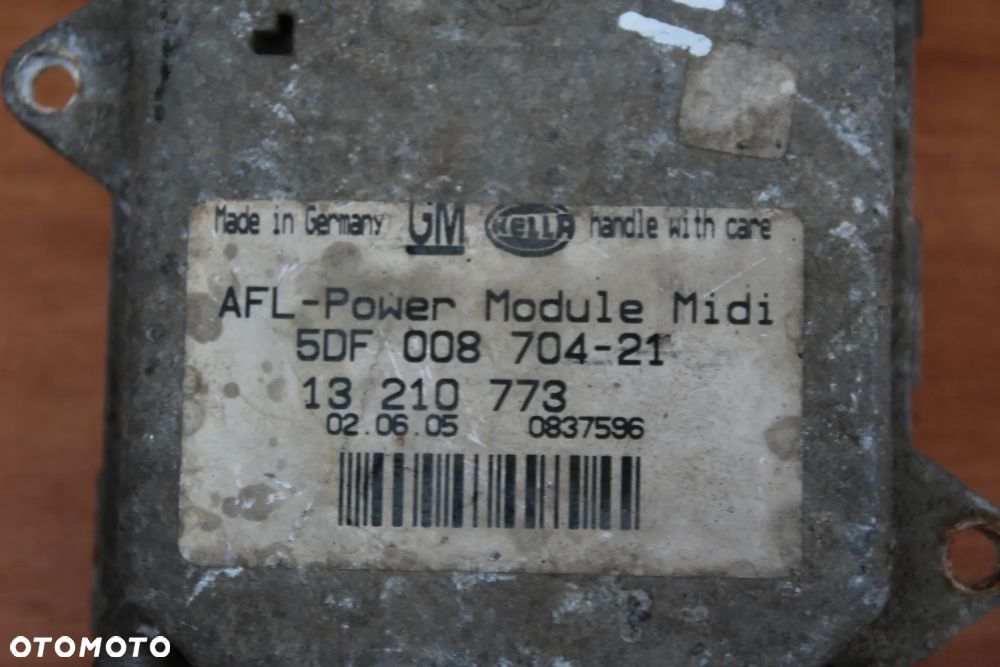 Made in Germany GM HELLA handle with care
AFL-Power Module Midi
5DF 008 704-21
13 210 773
02.06.05 0837596
OTOMOTO